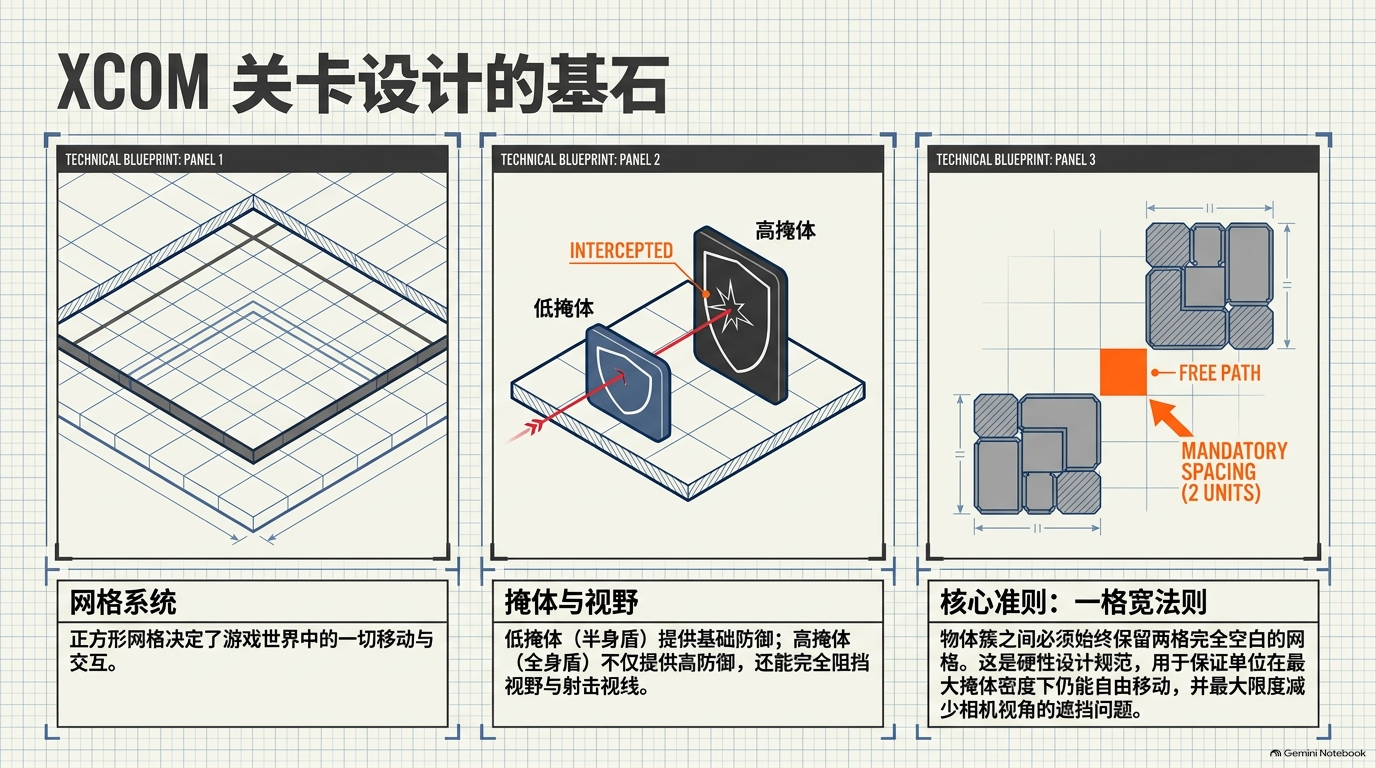 XCOM 关卡设计的基石
TECHNICAL BLUEPRINT: PANEL 1
网格系统
正方形网格决定了游戏世界中的一切移动与
交互。
TECHNICAL BLUEPRINT: PANEL 2
高掩体
INTERCEPTED
低掩体
掩体与视野
低掩体（半身盾）提供基础防御；高掩体
（全身盾）不仅提供高防御，还能完全阻挡
视野与射击视线。
TECHNICAL BLUEPRINT: PANEL 3
FREE PATH
MANDATORY
SPACING
(2 UNITS)
核心准则：一格宽法则
物体簇之间必须始终保留两格完全空白的网
格。这是硬性设计规范，用于保证单位在最
大掩体密度下仍能自由移动，并最大限度减
少相机视角的遮挡问题。
Gemini Notebook